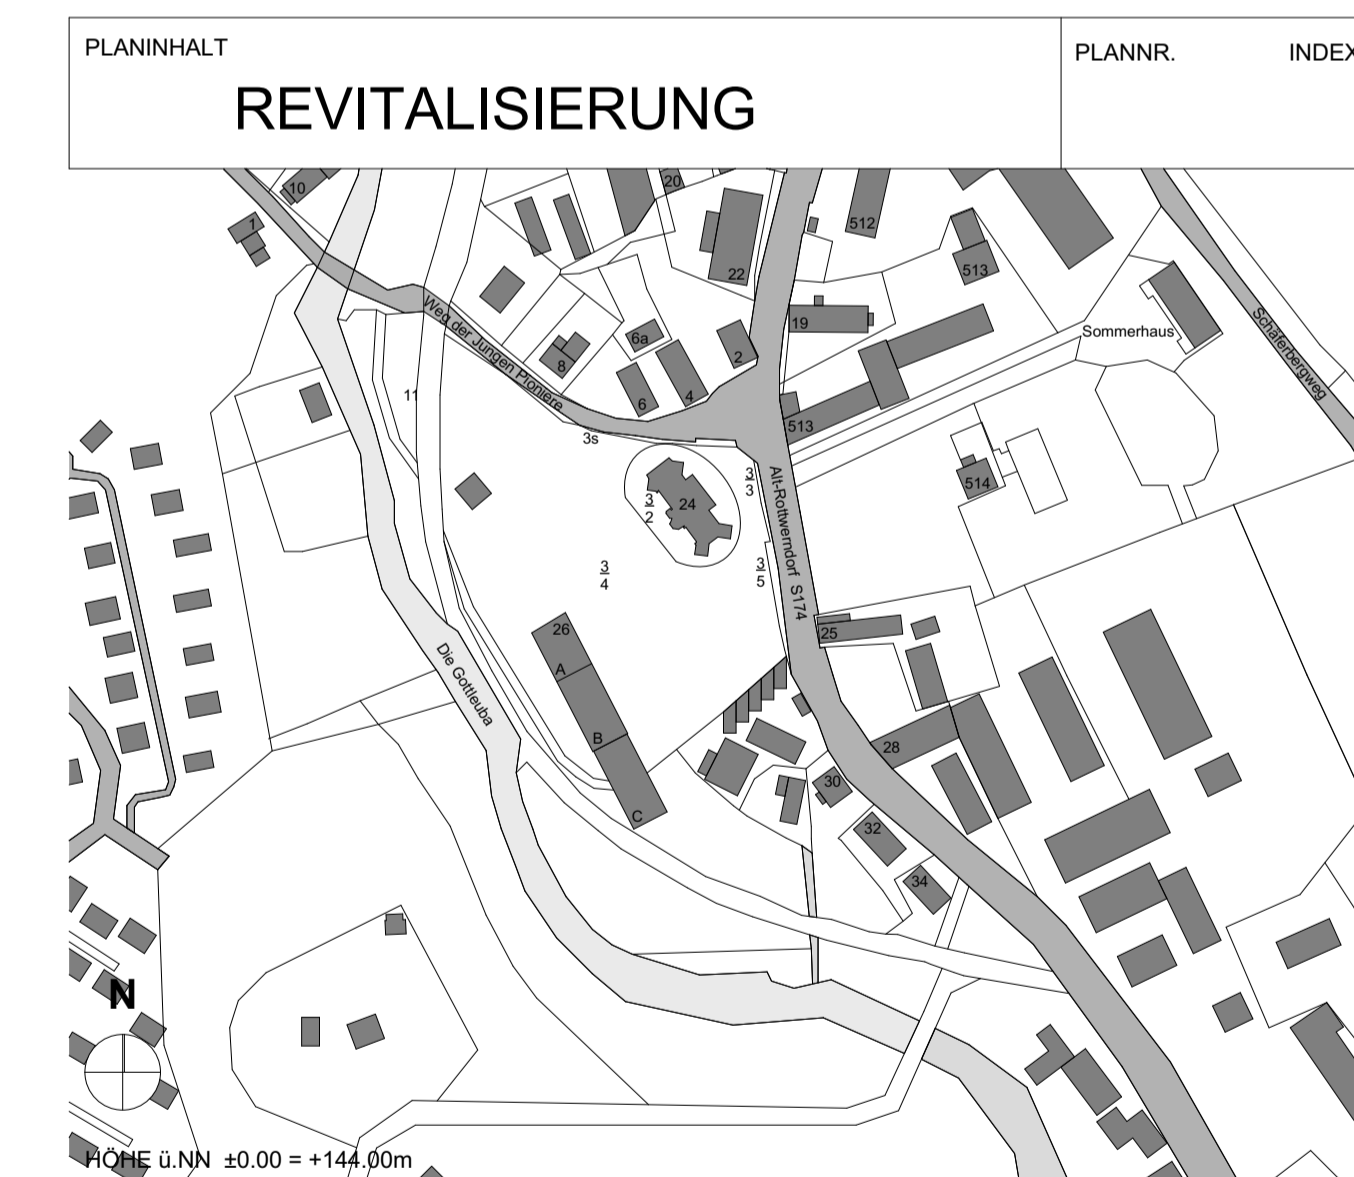 PLANINHALT
PLANNR.
INDEX
REVITALISIERUNG
10
1
20
22
512
513
19
Sommerhaus
Schäferbergweg
Weg der Jungen Pioniere
6a
2
8
6
4
11
513
3s
3
3
3
2
24
514
Alt-Rottwerndorf S174
3
4
3
5
26
25
A
Die Gottleuba
B
28
30
C
32
34
N
HÖHE ü.NN ±0.00 = +144.00m